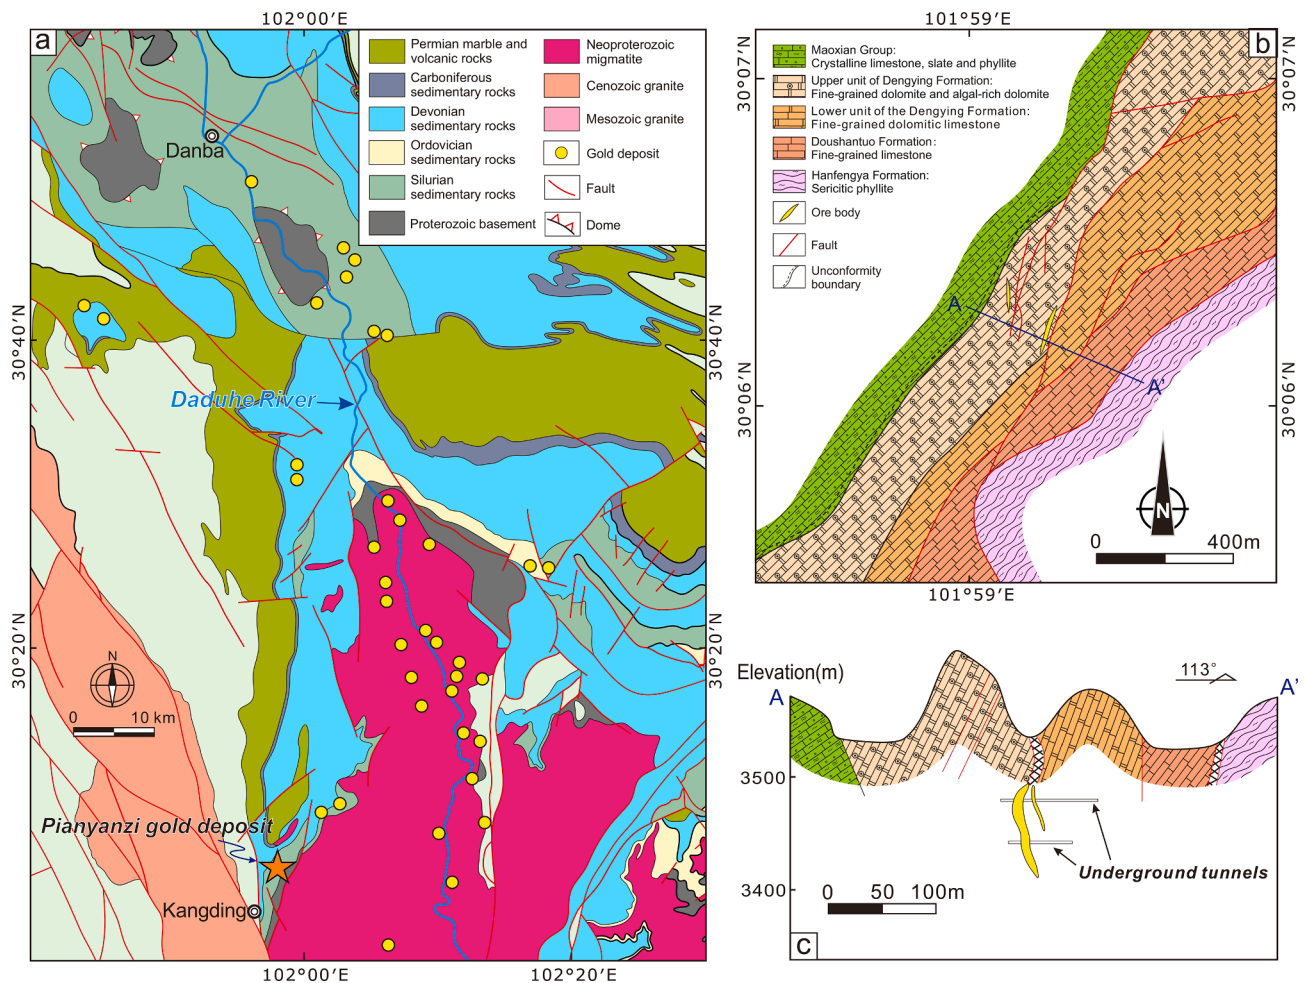 102°00′E
a
Permian marble and
volcanic rocks
Carboniferous
sedimentary rocks
Devonian
sedimentary rocks
Ordovician
sedimentary rocks
Silurian
sedimentary rocks
Proterozoic basement
Neoproterozoic
migmatite
Cenozoic granite
Mesozoic granite
Gold deposit
Fault
Dome
Danba
30°40′N
30°40′N
Daduhe River
30°20′N
30°20′N
N
0 10 km
Pianyanzi gold deposit
Kangding
102°00′E
102°20′E
101°59′E
b
30°07′N
30°07′N
Maoxian Group:
Crystalline limestone, slate and phyllite
Upper unit of Dengying Formation:
Fine-grained dolomite and algal-rich dolomite
Lower unit of the Dengying Formation:
Fine-grained dolomitic limestone
Doushantuo Formation:
Fine-grained limestone
Hanfengya Formation:
Sericitic phyllite
Ore body
Fault
Unconformity
boundary
A
A'
30°06′N
30°06′N
N
0 400m
101°59′E
Elevation(m)
A
113°
A'
3500
3400
Underground tunnels
0 50 100m
c